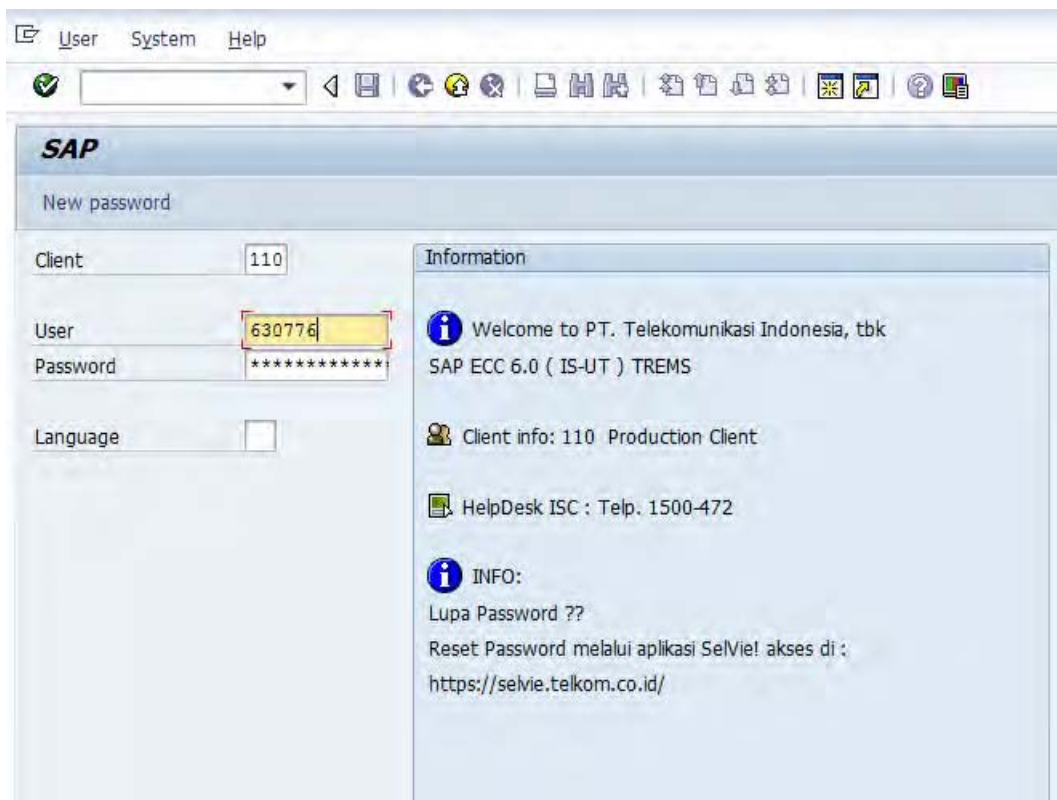 User System Help
SAP
New password
Client 110
User 630776
Password ************
Language
Information
Welcome to PT. Telekomunikasi Indonesia, tbk
SAP ECC 6.0 ( IS-UT ) TREMS
Client info: 110 Production Client
HelpDesk ISC : Telp. 1500-472
INFO:
Lupa Password ??
Reset Password melalui aplikasi SelVie! akses di :
https://selvie.telkom.co.id/